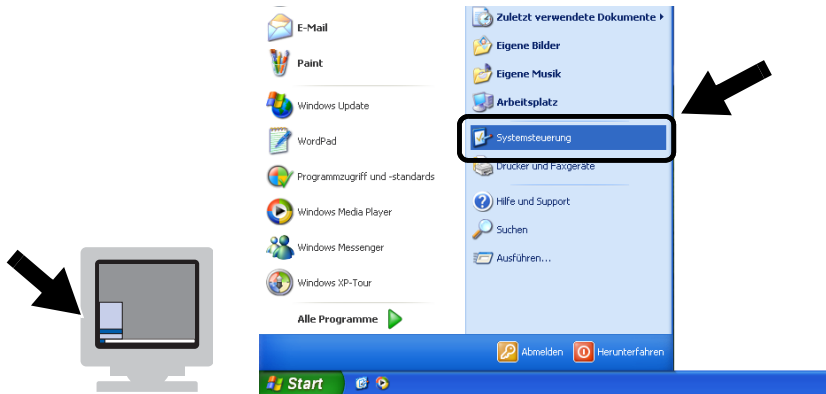 E-Mail
Paint
Windows Update
WordPad
Programmzugriff und -standards
Windows Media Player
Windows Messenger
Windows XP-Tour
Alle Programme
Zuletzt verwendete Dokumente
Eigene Bilder
Eigene Musik
Arbeitsplatz
Systemsteuerung
Drucker und Faxgeräte
Hilfe und Support
Suchen
Ausführen...
Abmelden
Herunterfahren
Start